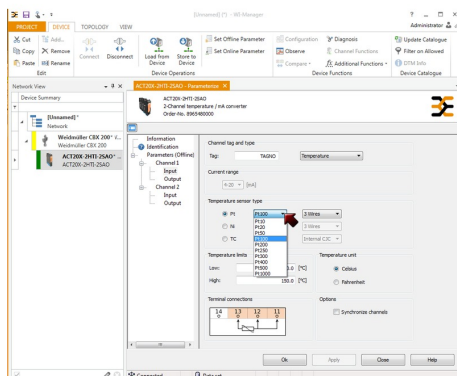 [Unnamed] (*) - WI-Manager
PROJECT DEVICE TOPOLOGY VIEW
Administrator
Cut Add...
Copy Remove
Paste Rename
Edit
Connect Disconnect
Load from Device Store to Device
Set Offline Parameter
Set Online Parameter
Device Operations
Configuration Diagnosis
Observe Channel Functions
Compare Additional Functions
Device Functions
Update Catalogue
Filter on Allowed
DTM Info
Device Catalogue
Network View
ACT20X-2HTI-2SAO - Parameterize
Device Summary
[Unnamed] *
Network
Weidmüller CBX 200*
Weidmüller CBX 200
ACT20X-2HTI-2SAO*
ACT20X-2HTI-2SAO
ACT20X-2HTI-2SAO
2-Channel temperature / mA converter
Order-No. 8965480000
Information
Identification
Parameters (Offline)
Channel 1
Input
Output
Channel 2
Input
Output
Channel tag and type
Tag: TAGNO Temperature
Current range
4-20 [mA]
Temperature sensor type
Pt Pt100 3 Wires
Ni 3 Wires
TC Internal CJC
Pt10
Pt20
Pt50
Pt100
Pt200
Pt250
Pt300
Pt400
Pt500
Pt1000
Temperature limits
Low: [°C]
High: 150.0 [°C]
Temperature unit
Celsius
Fahrenheit
Terminal connections
14 13 12 11
Options
Synchronize channels
Ok Apply Close Help
Connected Data set